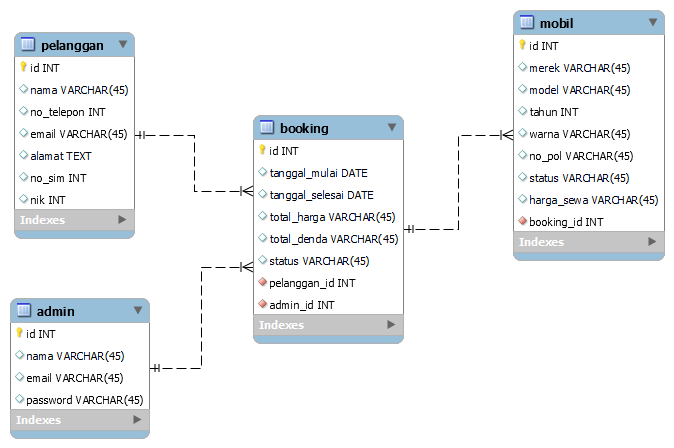 pelanggan
id INT
nama VARCHAR(45)
no_telepon INT
email VARCHAR(45)
alamat TEXT
no_sim INT
nik INT
Indexes
admin
id INT
nama VARCHAR(45)
email VARCHAR(45)
password VARCHAR(45)
Indexes
booking
id INT
tanggal_mulai DATE
tanggal_selesai DATE
total_harga VARCHAR(45)
total_denda VARCHAR(45)
status VARCHAR(45)
pelanggan_id INT
admin_id INT
Indexes
mobil
id INT
merek VARCHAR(45)
model VARCHAR(45)
tahun INT
warna VARCHAR(45)
no_pol VARCHAR(45)
status VARCHAR(45)
harga_sewa VARCHAR(45)
booking_id INT
Indexes